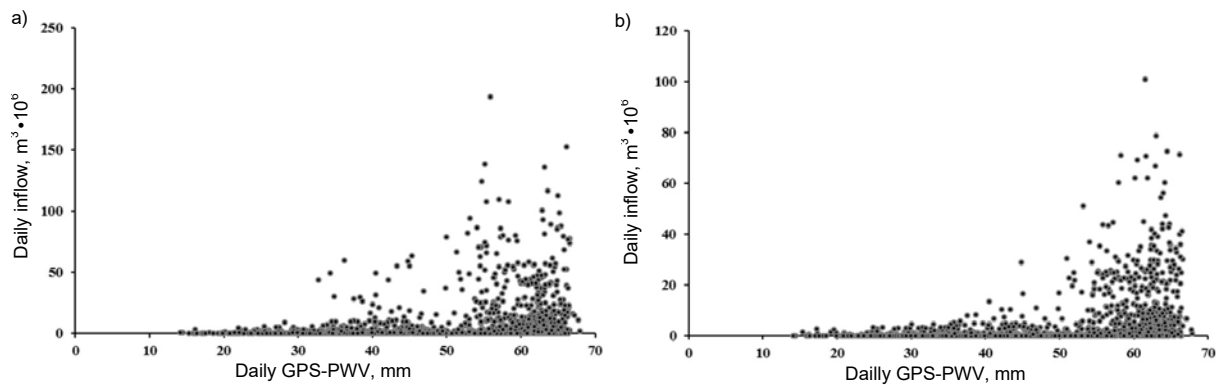 a)
Daily inflow, m³•10⁶
250
200
150
100
50
0
0 10 20 30 40 50 60 70
Daily GPS-PWV, mm
b)
Daily inflow, m³•10⁶
120
100
80
60
40
20
0
0 10 20 30 40 50 60 70
Dailly GPS-PWV, mm